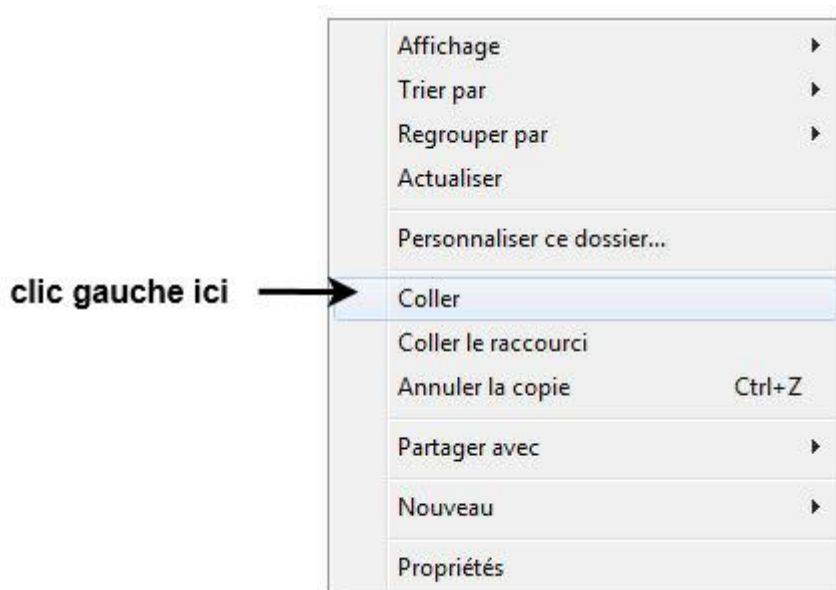 Affichage
Trier par
Regrouper par
Actualiser
Personnaliser ce dossier...
clic gauche ici
Coller
Coller le raccourci
Annuler la copie Ctrl+Z
Partager avec
Nouveau
Propriétés